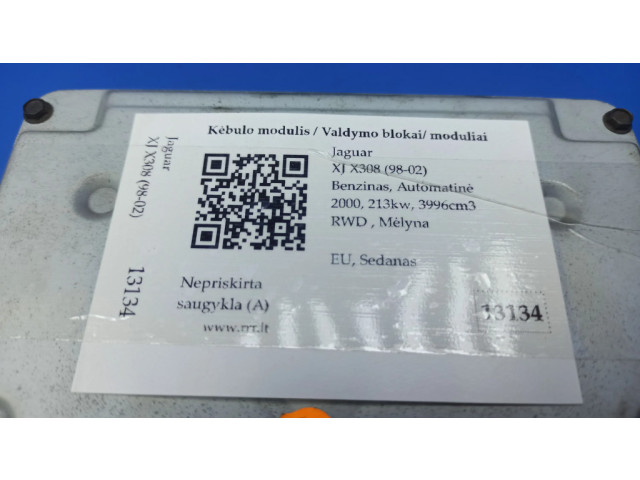 Kėbulo modulis / Valdymo blokai/ moduliai
Jaguar
XJ X308 (98-02)
Benzinas, Automatinė
2000, 213kw, 3996cm3
RWD , Mėlyna
EU, Sedanas
Nepriskirta
saugykla (A)
www.rrr.lt
13134
Jaguar
XJ X308 (98-02)
13134